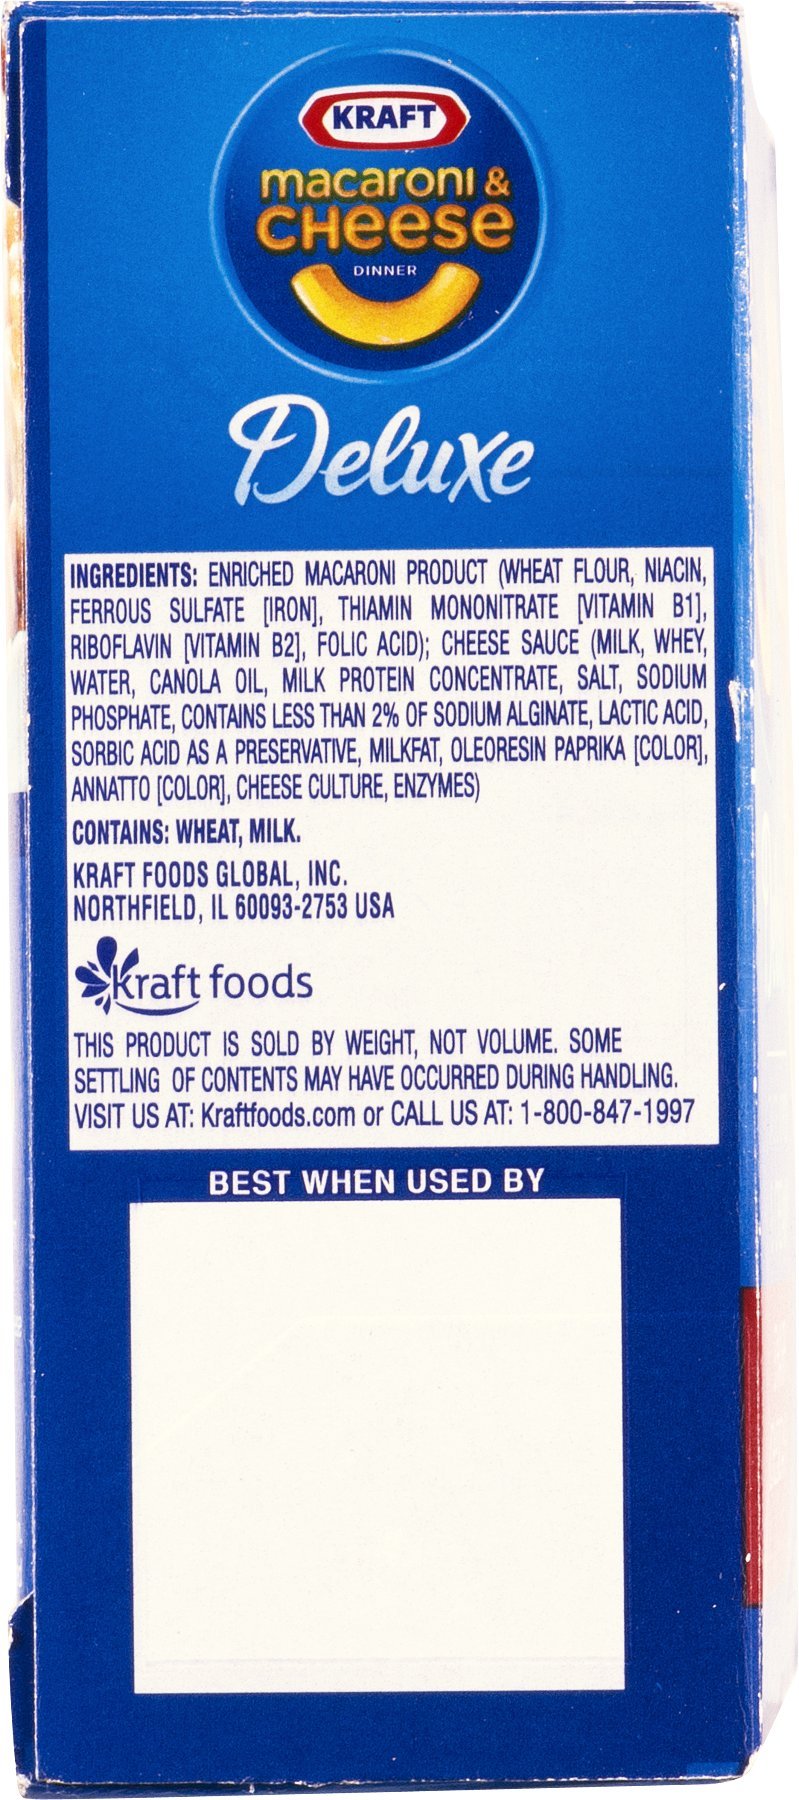 KRAFT
macaroni &
CHeese
DINNER
Deluxe
INGREDIENTS: ENRICHED MACARONI PRODUCT (WHEAT FLOUR, NIACIN,
FERROUS SULFATE [IRON], THIAMIN MONONITRATE [VITAMIN B1],
RIBOFLAVIN [VITAMIN B2], FOLIC ACID); CHEESE SAUCE (MILK, WHEY,
WATER, CANOLA OIL, MILK PROTEIN CONCENTRATE, SALT, SODIUM
PHOSPHATE, CONTAINS LESS THAN 2% OF SODIUM ALGINATE, LACTIC ACID,
SORBIC ACID AS A PRESERVATIVE, MILKFAT, OLEORESIN PAPRIKA [COLOR],
ANNATTO [COLOR], CHEESE CULTURE, ENZYMES)
CONTAINS: WHEAT, MILK.
KRAFT FOODS GLOBAL, INC.
NORTHFIELD, IL 60093-2753 USA
kraft foods
THIS PRODUCT IS SOLD BY WEIGHT, NOT VOLUME. SOME
SETTLING OF CONTENTS MAY HAVE OCCURRED DURING HANDLING.
VISIT US AT: Kraftfoods.com or CALL US AT: 1-800-847-1997
BEST WHEN USED BY